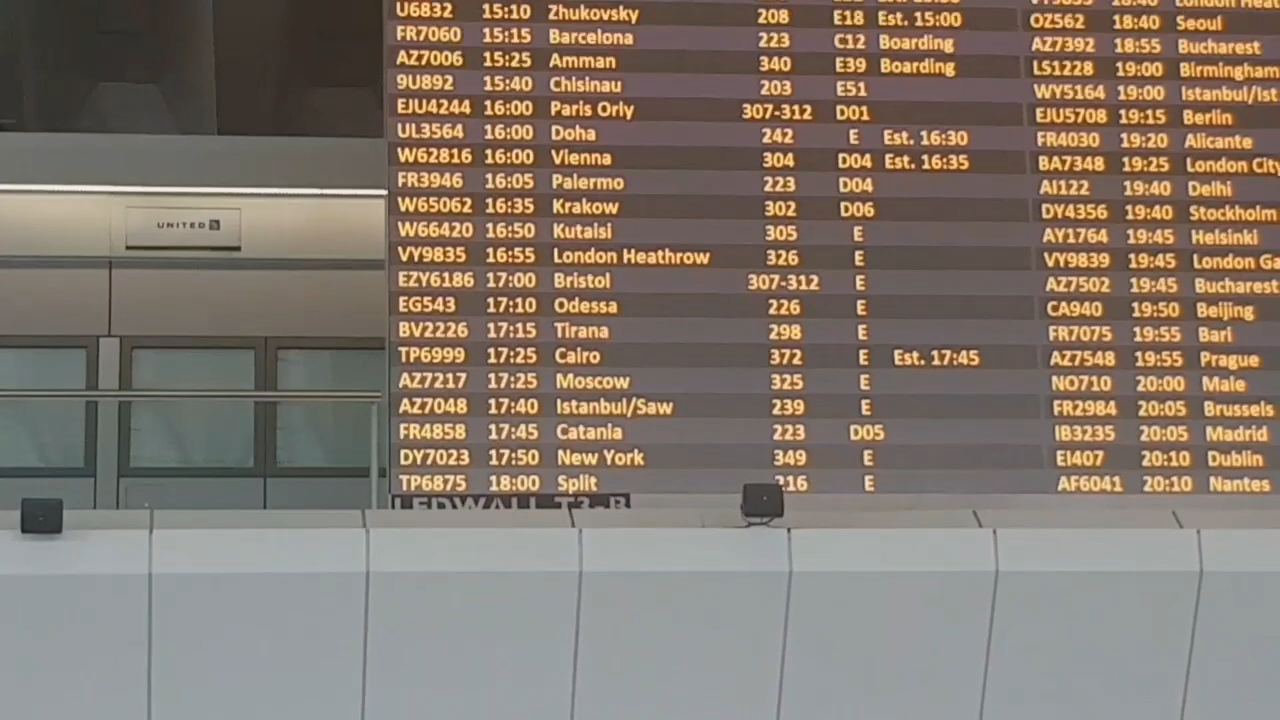 U6832 15:10 Zhukovsky 208 E18 Est. 15:00
FR7060 15:15 Barcelona 223 C12 Boarding
AZ7006 15:25 Amman 340 E39 Boarding
9U892 15:40 Chisinau 203 E51
EJU4244 16:00 Paris Orly 307-312 D01
UL3564 16:00 Doha 242 E Est. 16:30
W62816 16:00 Vienna 304 D04 Est. 16:35
FR3946 16:05 Palermo 223 D04
W65062 16:35 Krakow 302 D06
W66420 16:50 Kutaisi 305 E
VY9835 16:55 London Heathrow 326 E
EZY6186 17:00 Bristol 307-312 E
EG543 17:10 Odessa 226 E
BV2226 17:15 Tirana 298 E
TP6999 17:25 Cairo 372 E Est. 17:45
AZ7217 17:25 Moscow 325 E
AZ7048 17:40 Istanbul/Saw 239 E
FR4858 17:45 Catania 223 D05
DY7023 17:50 New York 349 E
TP6875 18:00 Split 216 E
OZ562 18:40 Seoul
AZ7392 18:55 Bucharest
LS1228 19:00 Birmingham
WY5164 19:00 Istanbul/Ist
EJU5708 19:15 Berlin
FR4030 19:20 Alicante
BA7348 19:25 London City
AI122 19:40 Delhi
DY4356 19:40 Stockholm
AY1764 19:45 Helsinki
VY9839 19:45 London Ga
AZ7502 19:45 Bucharest
CA940 19:50 Beijing
FR7075 19:55 Bari
AZ7548 19:55 Prague
NO710 20:00 Male
FR2984 20:05 Brussels
IB3235 20:05 Madrid
EI407 20:10 Dublin
AF6041 20:10 Nantes
UNITED
LEDWALL T3-B